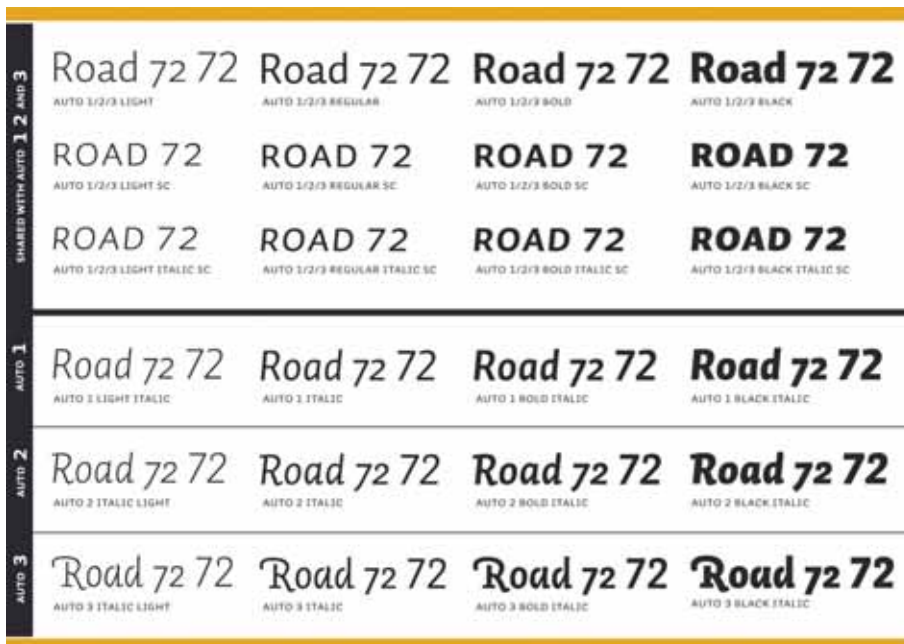 SHARED WITH AUTO 1 2 AND 3
Road 72 72 Road 72 72 Road 72 72 Road 72 72
AUTO 1/2/3 LIGHT AUTO 1/2/3 REGULAR AUTO 1/2/3 BOLD AUTO 1/2/3 BLACK
ROAD 72 ROAD 72 ROAD 72 ROAD 72
AUTO 1/2/3 LIGHT SC AUTO 1/2/3 REGULAR SC AUTO 1/2/3 BOLD SC AUTO 1/2/3 BLACK SC
ROAD 72 ROAD 72 ROAD 72 ROAD 72
AUTO 1/2/3 LIGHT ITALIC SC AUTO 1/2/3 REGULAR ITALIC SC AUTO 1/2/3 BOLD ITALIC SC AUTO 1/2/3 BLACK ITALIC SC
AUTO 1
Road 72 72 Road 72 72 Road 72 72 Road 72 72
AUTO 1 LIGHT ITALIC AUTO 1 ITALIC AUTO 1 BOLD ITALIC AUTO 1 BLACK ITALIC
AUTO 2
Road 72 72 Road 72 72 Road 72 72 Road 72 72
AUTO 2 ITALIC LIGHT AUTO 2 ITALIC AUTO 2 BOLD ITALIC AUTO 2 BLACK ITALIC
AUTO 3
Road 72 72 Road 72 72 Road 72 72 Road 72 72
AUTO 3 ITALIC LIGHT AUTO 3 ITALIC AUTO 3 BOLD ITALIC AUTO 3 BLACK ITALIC